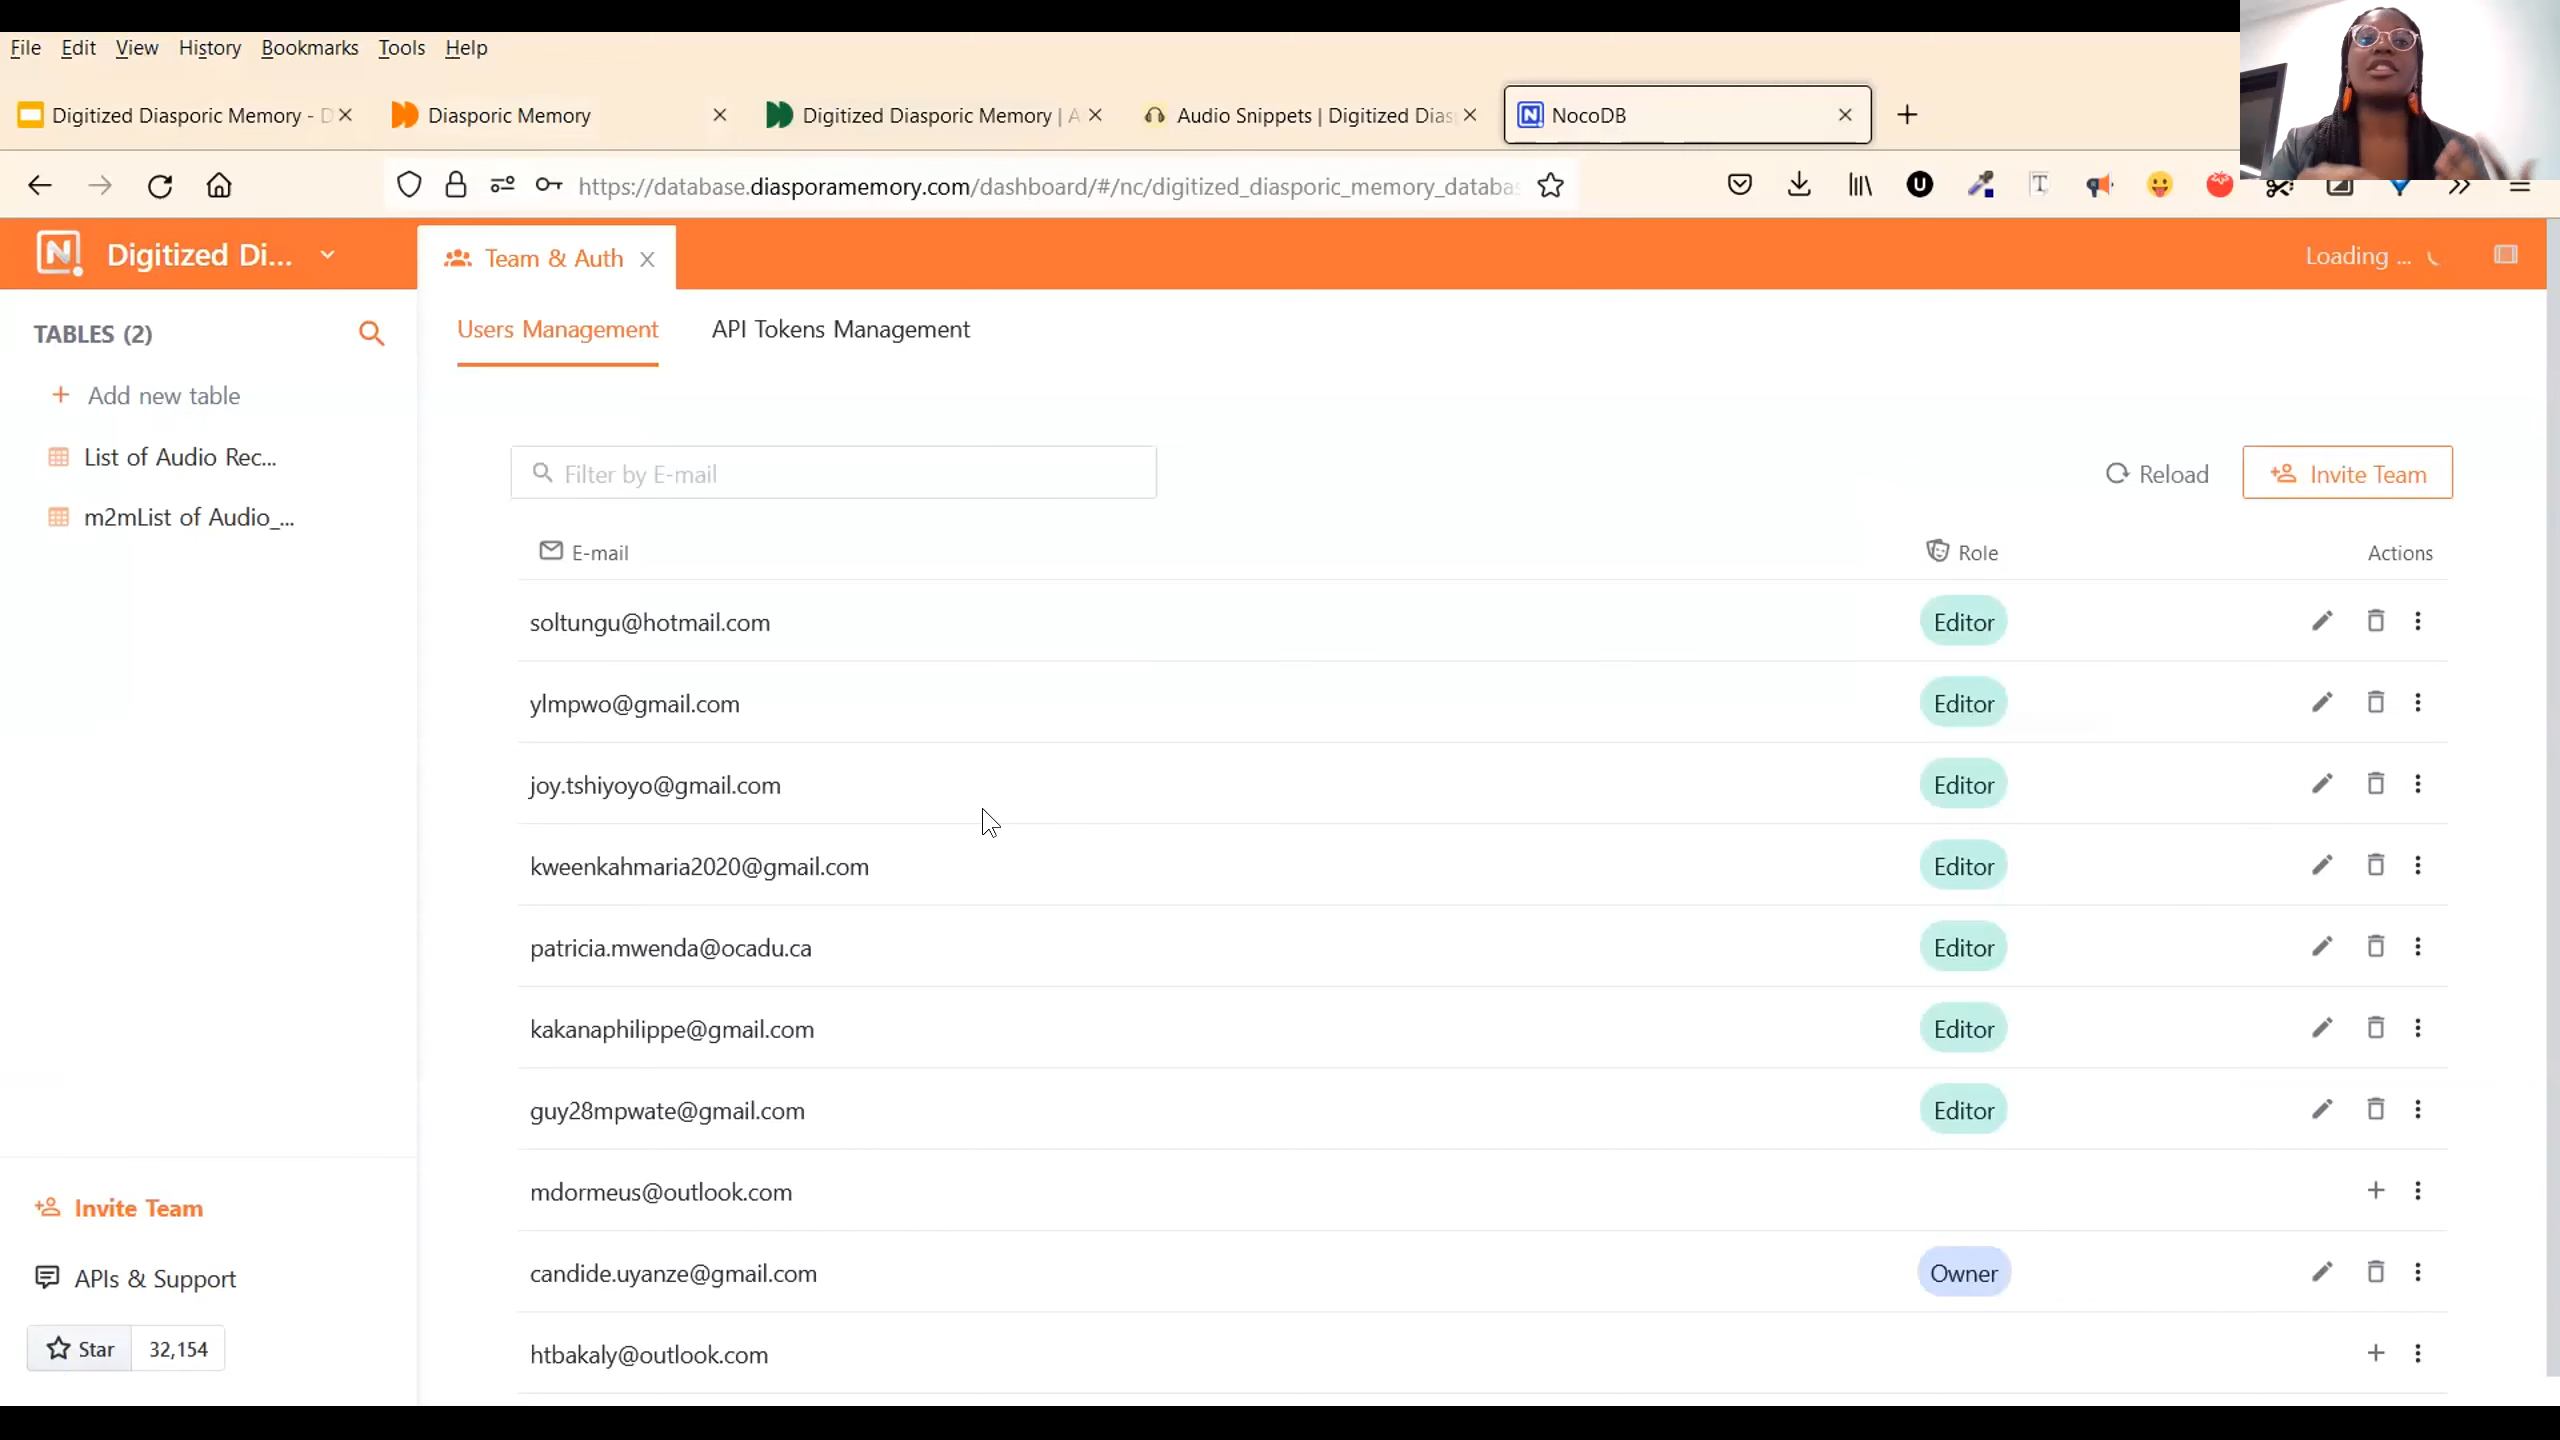 File Edit View History Bookmarks Tools Help
Digitized Diasporic Memory - D
Diasporic Memory
Digitized Diasporic Memory | A
Audio Snippets | Digitized Dias
NocoDB
https://database.diasporamemory.com/dashboard/#/nc/digitized_diasporic_memory_databas
Digitized Di...
Team & Auth
Loading ...
TABLES (2)
Users Management
API Tokens Management
Add new table
List of Audio Rec...
m2mList of Audio_...
Filter by E-mail
Reload
Invite Team
E-mail Role Actions
soltungu@hotmail.com Editor
ylmpwo@gmail.com Editor
joy.tshiyoyo@gmail.com Editor
kweenkahmaria2020@gmail.com Editor
patricia.mwenda@ocadu.ca Editor
kakanaphilippe@gmail.com Editor
guy28mpwate@gmail.com Editor
mdormeus@outlook.com
candide.uyanze@gmail.com Owner
htbakaly@outlook.com
Invite Team
APIs & Support
Star 32,154